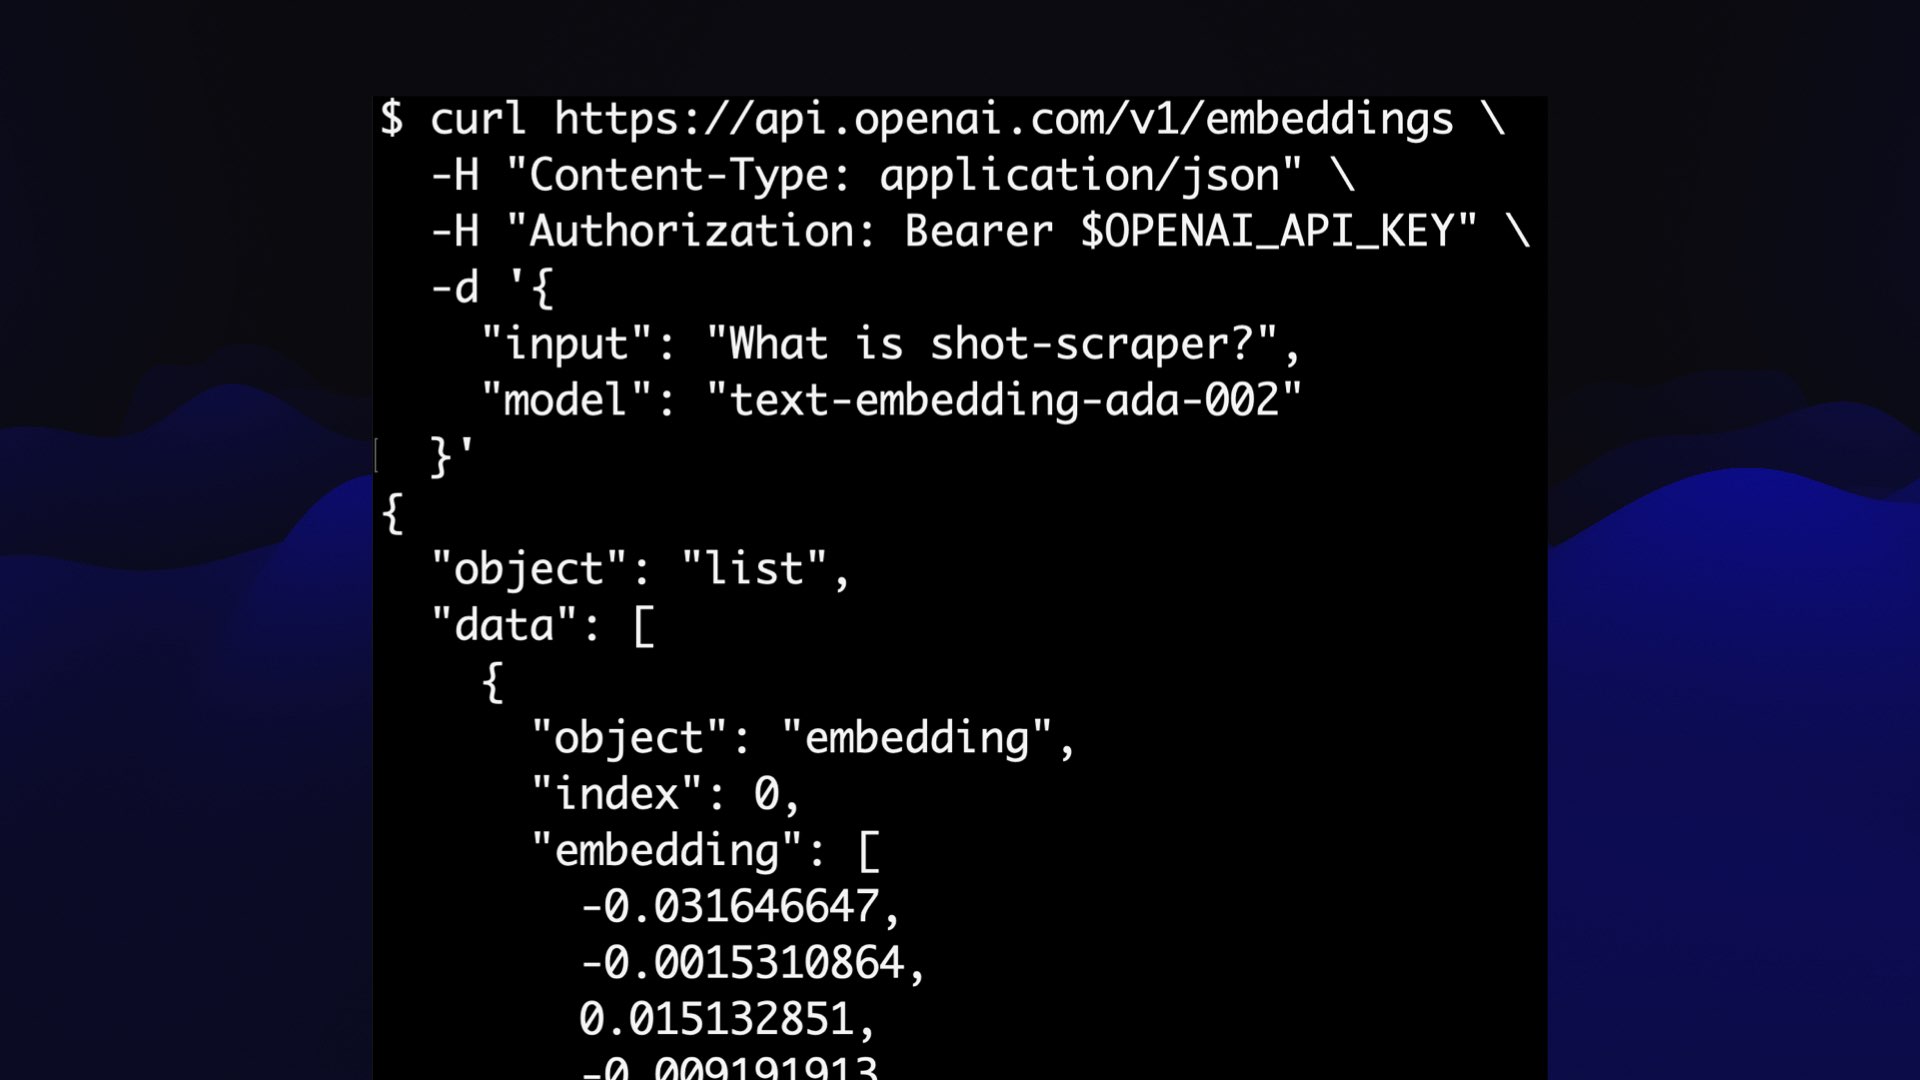 $ curl https://api.openai.com/v1/embeddings \
-H "Content-Type: application/json" \
-H "Authorization: Bearer $OPENAI_API_KEY" \
-d '{
"input": "What is shot-scraper?",
"model": "text-embedding-ada-002"
}'
{
"object": "list",
"data": [
{
"object": "embedding",
"index": 0,
"embedding": [
-0.031646647,
-0.0015310864,
0.015132851,
-0.009191913